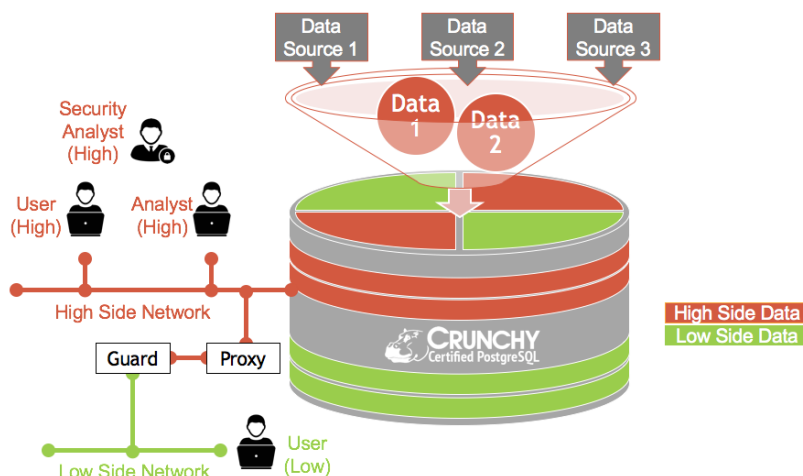 Data
Source 1
Data
Source 2
Data
Source 3
Data
1
Data
2
Security
Analyst
(High)
User
(High)
Analyst
(High)
High Side Network
Guard
Proxy
CRUNCHY
Certified PostgreSQL
High Side Data
Low Side Data
User
(Low)
Low Side Network